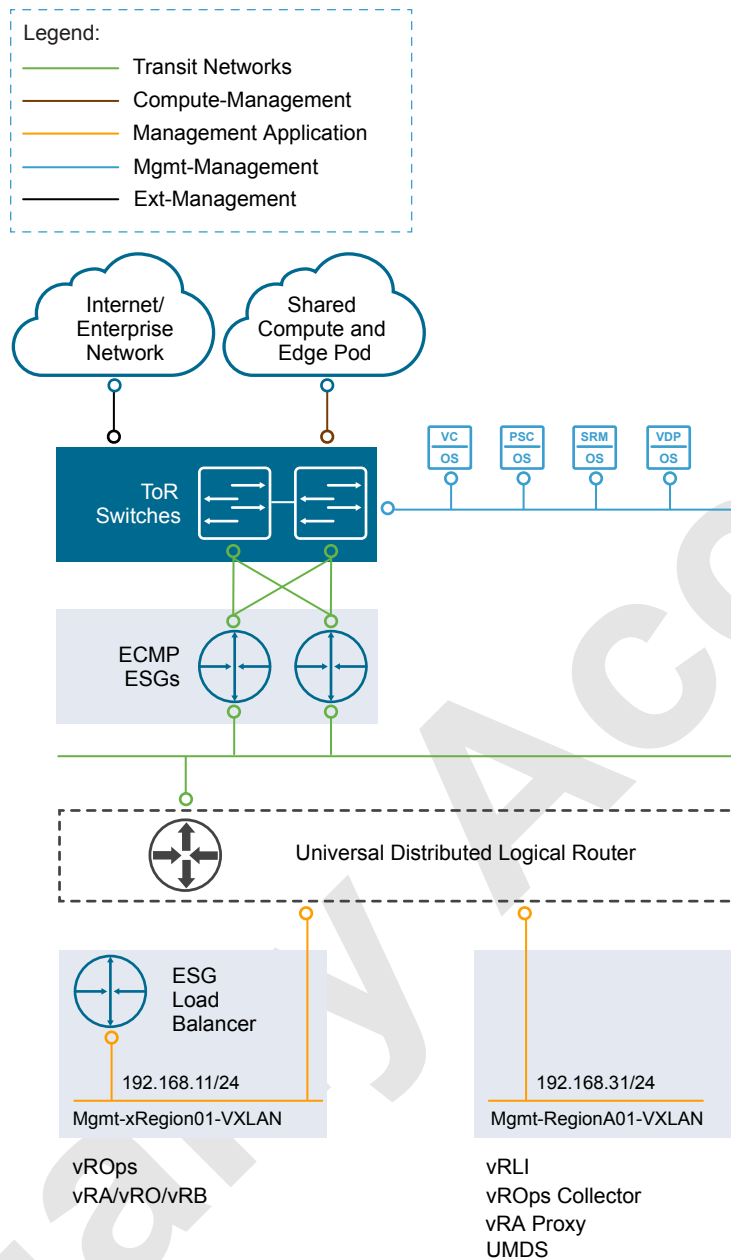 Legend:
Transit Networks
Compute-Management
Management Application
Mgmt-Management
Ext-Management
Internet/
Enterprise
Network
Shared
Compute and
Edge Pod
VC
OS
PSC
OS
SRM
OS
VDP
OS
ToR
Switches
ECMP
ESGs
Universal Distributed Logical Router
ESG
Load
Balancer
192.168.11/24
Mgmt-xRegion01-VXLAN
192.168.31/24
Mgmt-RegionA01-VXLAN
vROps
vRA/vRO/vRB
vRLI
vROps Collector
vRA Proxy
UMDS